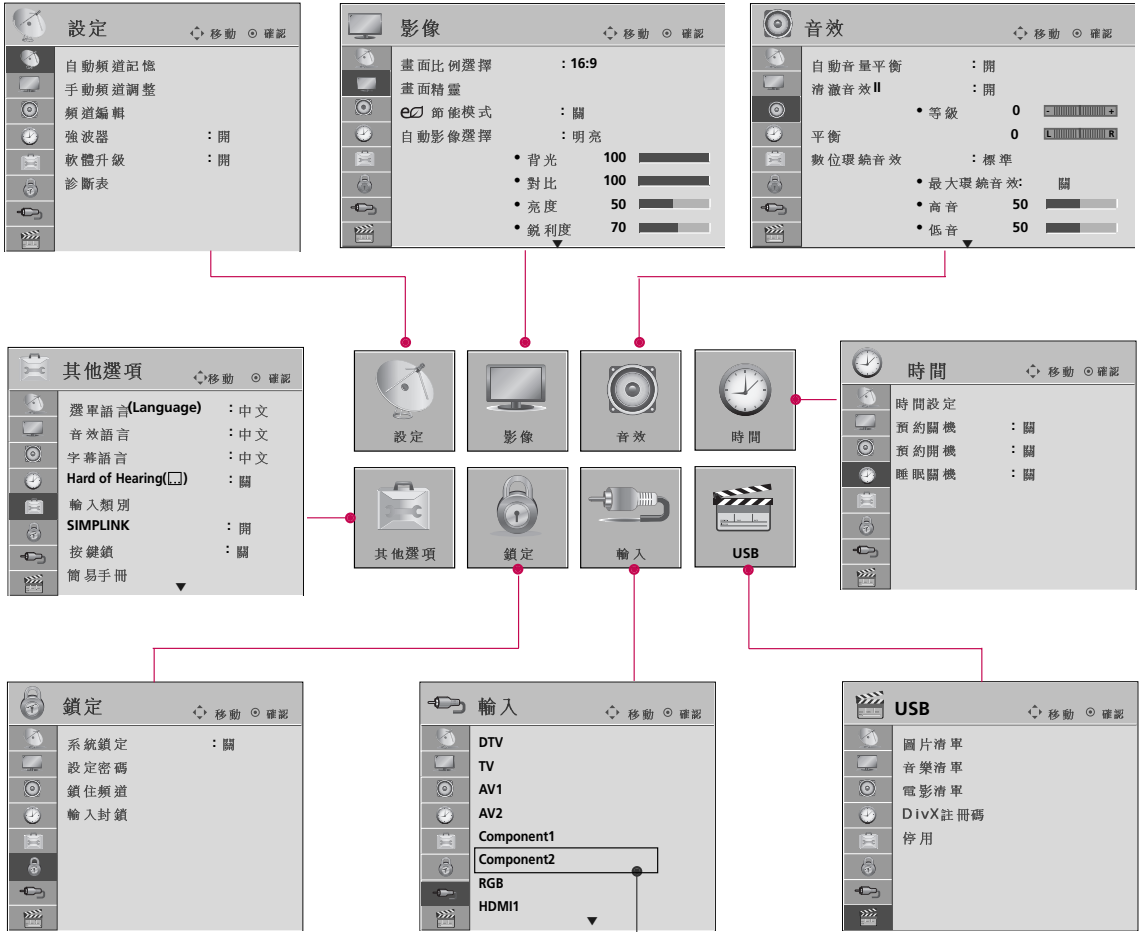 設定 移動 確認
自動頻道記憶
手動頻道調整
頻道編輯
強波器 : 開
軟體升級 : 開
診斷表
影像 移動 確認
畫面比例選擇 : 16:9
畫面精靈
節能模式 : 關
自動影像選擇 : 明亮
• 背光 100
• 對比 100
• 亮度 50
• 銳利度 70
音效 移動 確認
自動音量平衡 : 開
清澈音效II : 開
• 等級 0 - +
平衡 0 L R
數位環繞音效 : 標準
• 最大環繞音效: 關
• 高音 50
• 低音 50
其他選項 移動 確認
選單語言(Language) : 中文
音效語言 : 中文
字幕語言 : 中文
Hard of Hearing( ) : 關
輸入類別
SIMPLINK : 開
按鍵鎖 : 關
簡易手冊
設定
影像
音效
時間
其他選項
鎖定
輸入
USB
時間 移動 確認
時間設定
預約關機 : 關
預約開機 : 關
睡眠關機 : 關
鎖定 移動 確認
系統鎖定 : 關
設定密碼
鎖住頻道
輸入封鎖
輸入 移動 確認
DTV
TV
AV1
AV2
Component1
Component2
RGB
HDMI1
USB 移動 確認
圖片清單
音樂清單
電影清單
DivX註冊碼
停用